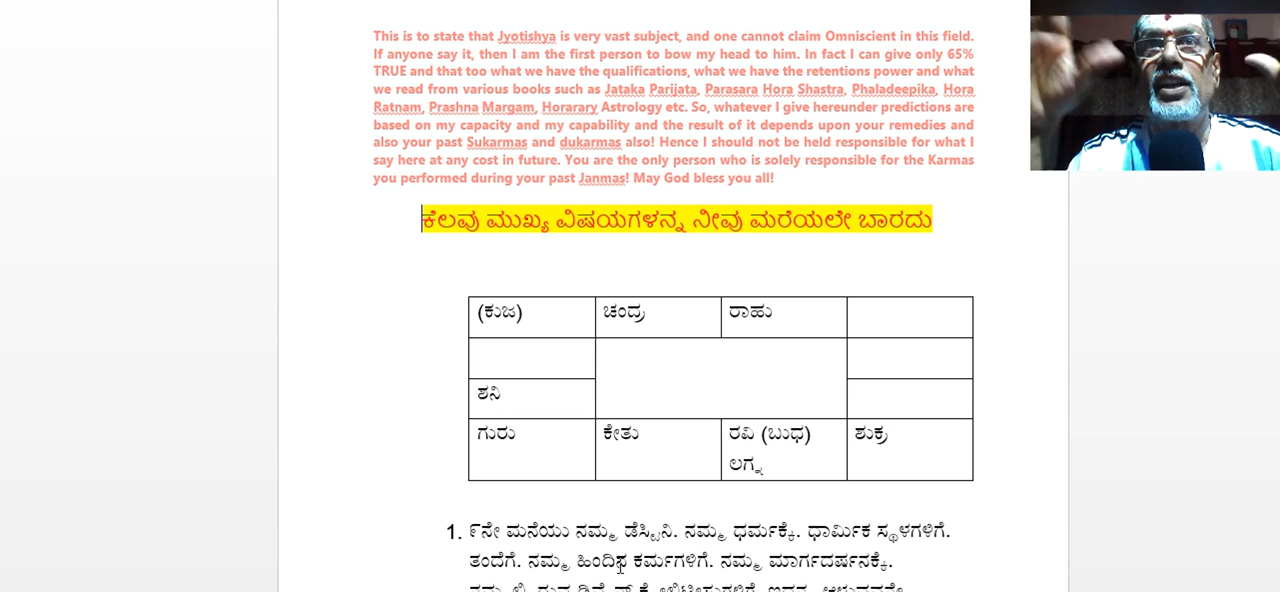 This is to state that Jyotishya is very vast subject, and one cannot claim Omniscient in this field.
If anyone say it, then I am the first person to bow my head to him. In fact I can give only 65%
TRUE and that too what we have the qualifications, what we have the retentions power and what
we read from various books such as Jataka Parijata, Parasara Hora Shastra, Phaladeepika, Hora
Ratnam, Prashna Margam, Horarary Astrology etc. So, whatever I give hereunder predictions are
based on my capacity and my capability and the result of it depends upon your remedies and
also your past Sukarmas and dukarmas also! Hence I should not be held responsible for what I
say here at any cost in future. You are the only person who is solely responsible for the Karmas
you performed during your past Janmas! May God bless you all!
ಕೆಲವು ಮುಖ್ಯ ವಿಷಯಗಳನ್ನ ನೀವು ಮರೆಯಲೇ ಬಾರದು
(ಕುಜ) ಚಂದ್ರ ರಾಹು
ಶನಿ
ಗುರು ಕೇತು ರವಿ (ಬುಧ) ಶುಕ್ರ
ಲಗ್ನ
1. ೯ನೇ ಮನೆಯು ನಮ್ಮ ಡೆಸ್ಟಿನಿ. ನಮ್ಮ ಧರ್ಮಕ್ಕೆ. ಧಾರ್ಮಿಕ ಸ್ಥಳಗಳಿಗೆ.
ತಂದೆಗೆ. ನಮ್ಮ ಹಿಂದಿನ ಕರ್ಮಗಳಿಗೆ. ನಮ್ಮ ಮಾರ್ಗದರ್ಷನಕ್ಕೆ.